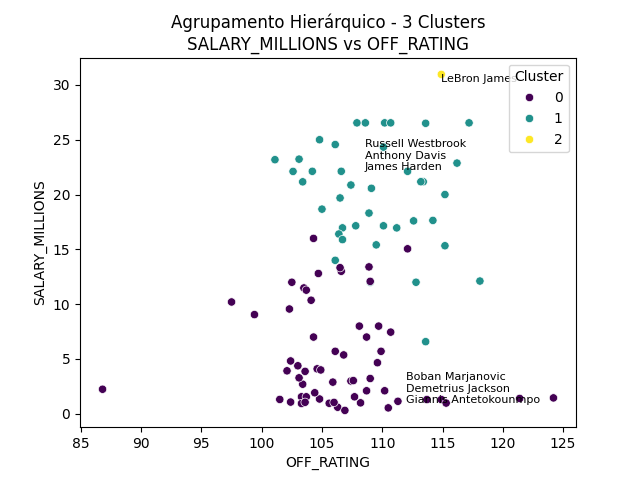 Agrupamento Hierárquico - 3 Clusters
SALARY_MILLIONS vs OFF_RATING
SALARY_MILLIONS
30
25
20
15
10
5
0
LeBron James
Cluster
0
1
2
Russell Westbrook
Anthony Davis
James Harden
Boban Marjanovic
Demetrius Jackson
Giannis Antetokounmpo
85
90
95
100
105
110
115
120
125
OFF_RATING